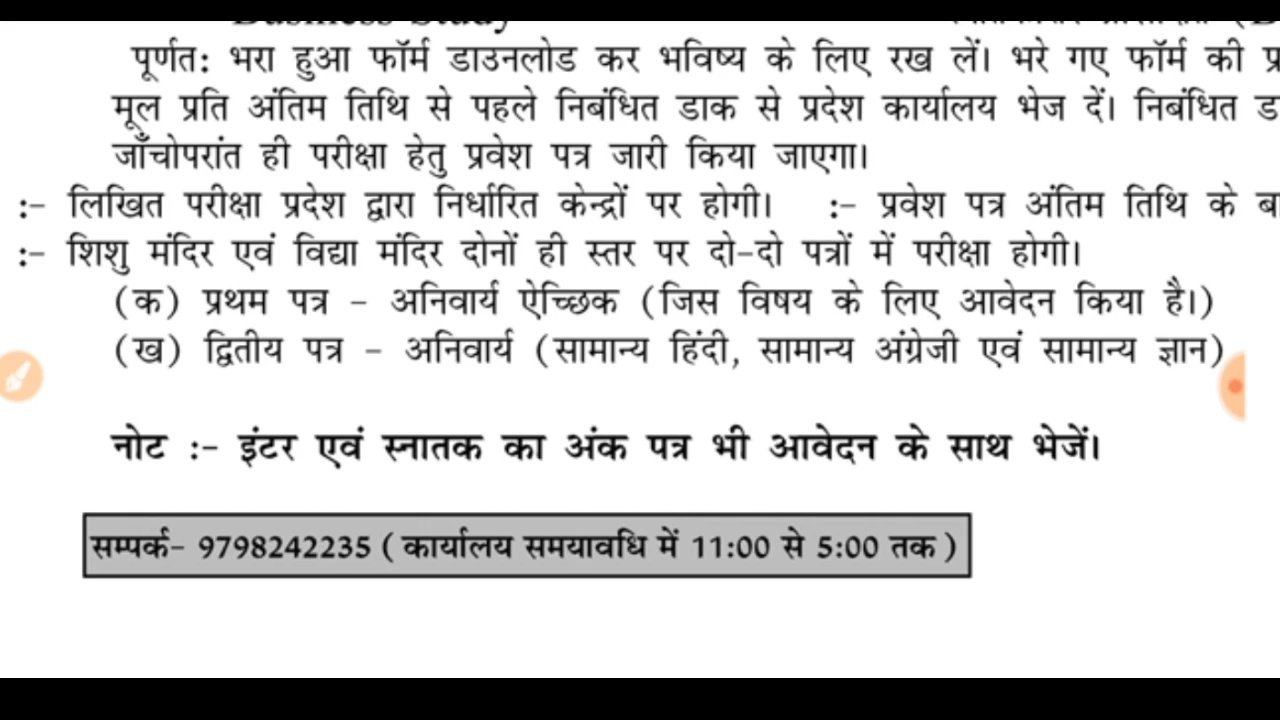 Business Study
पूर्णत: भरा हुआ फॉर्म डाउनलोड कर भविष्य के लिए रख लें। भरे गए फॉर्म की
मूल प्रति अंतिम तिथि से पहले निबंधित डाक से प्रदेश कार्यालय भेज दें। निबंधित
जाँचोपरांत ही परीक्षा हेतु प्रवेश पत्र जारी किया जाएगा।
:- लिखित परीक्षा प्रदेश द्वारा निर्धारित केन्द्रों पर होगी। :- प्रवेश पत्र अंतिम तिथि के
:- शिशु मंदिर एवं विद्या मंदिर दोनों ही स्तर पर दो-दो पत्रों में परीक्षा होगी।
(क) प्रथम पत्र - अनिवार्य ऐच्छिक (जिस विषय के लिए आवेदन किया है।)
(ख) द्वितीय पत्र - अनिवार्य (सामान्य हिंदी, सामान्य अंग्रेजी एवं सामान्य ज्ञान)
नोट :- इंटर एवं स्नातक का अंक पत्र भी आवेदन के साथ भेजें।
सम्पर्क- 9798242235 ( कार्यालय समयावधि में 11:00 से 5:00 तक )